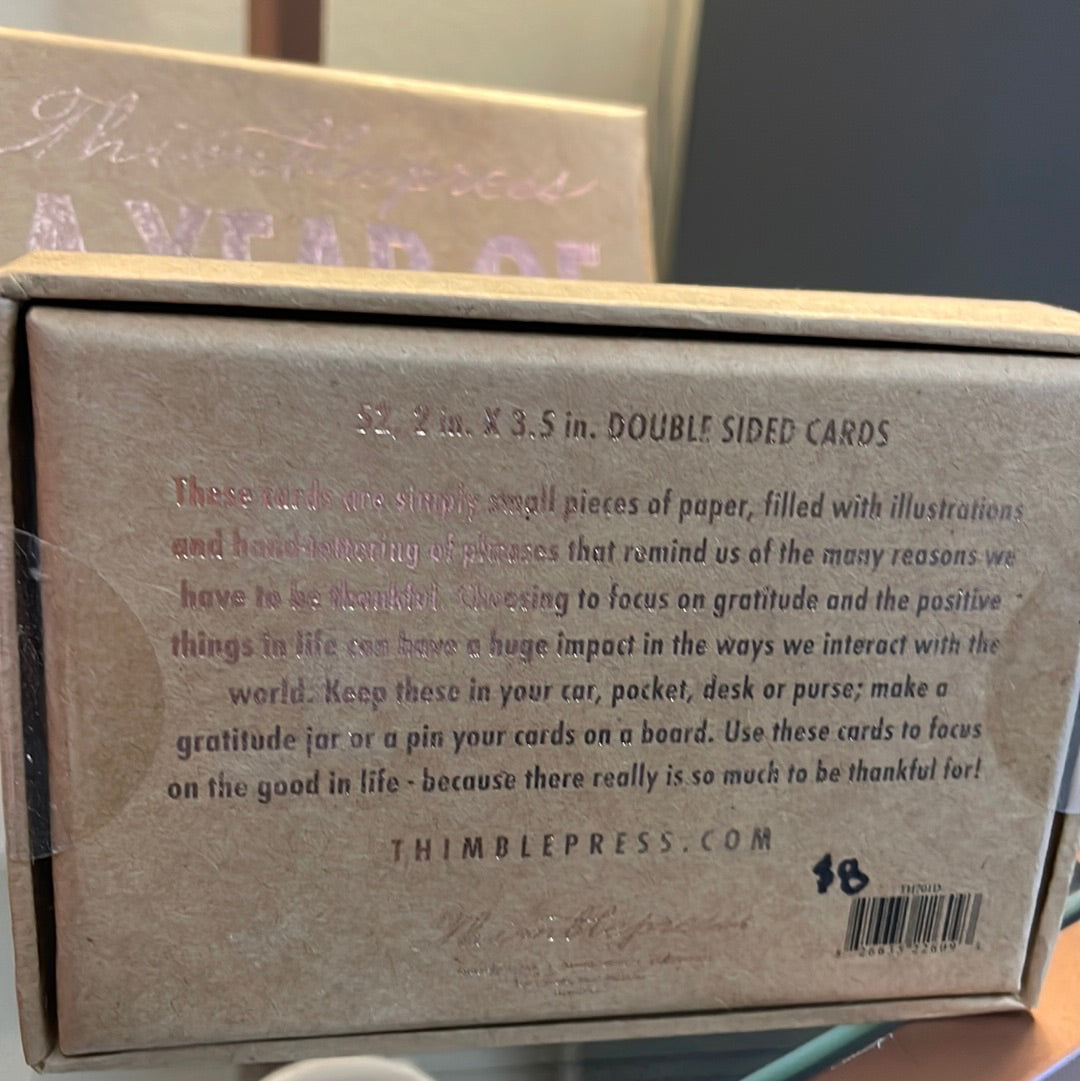 Thimblepress
A YEAR OF
52, 2 in. X 3.5 in. DOUBLE SIDED CARDS
These cards are simply small pieces of paper, filled with illustrations
and hand-lettering of phrases that remind us of the many reasons we
have to be thankful. Choosing to focus on gratitude and the positive
things in life can have a huge impact in the ways we interact with the
world. Keep these in your car, pocket, desk or purse; make a
gratitude jar or a pin your cards on a board. Use these cards to focus
on the good in life - because there really is so much to be thankful for!
THIMBLEPRESS.COM
$8
Thimblepress